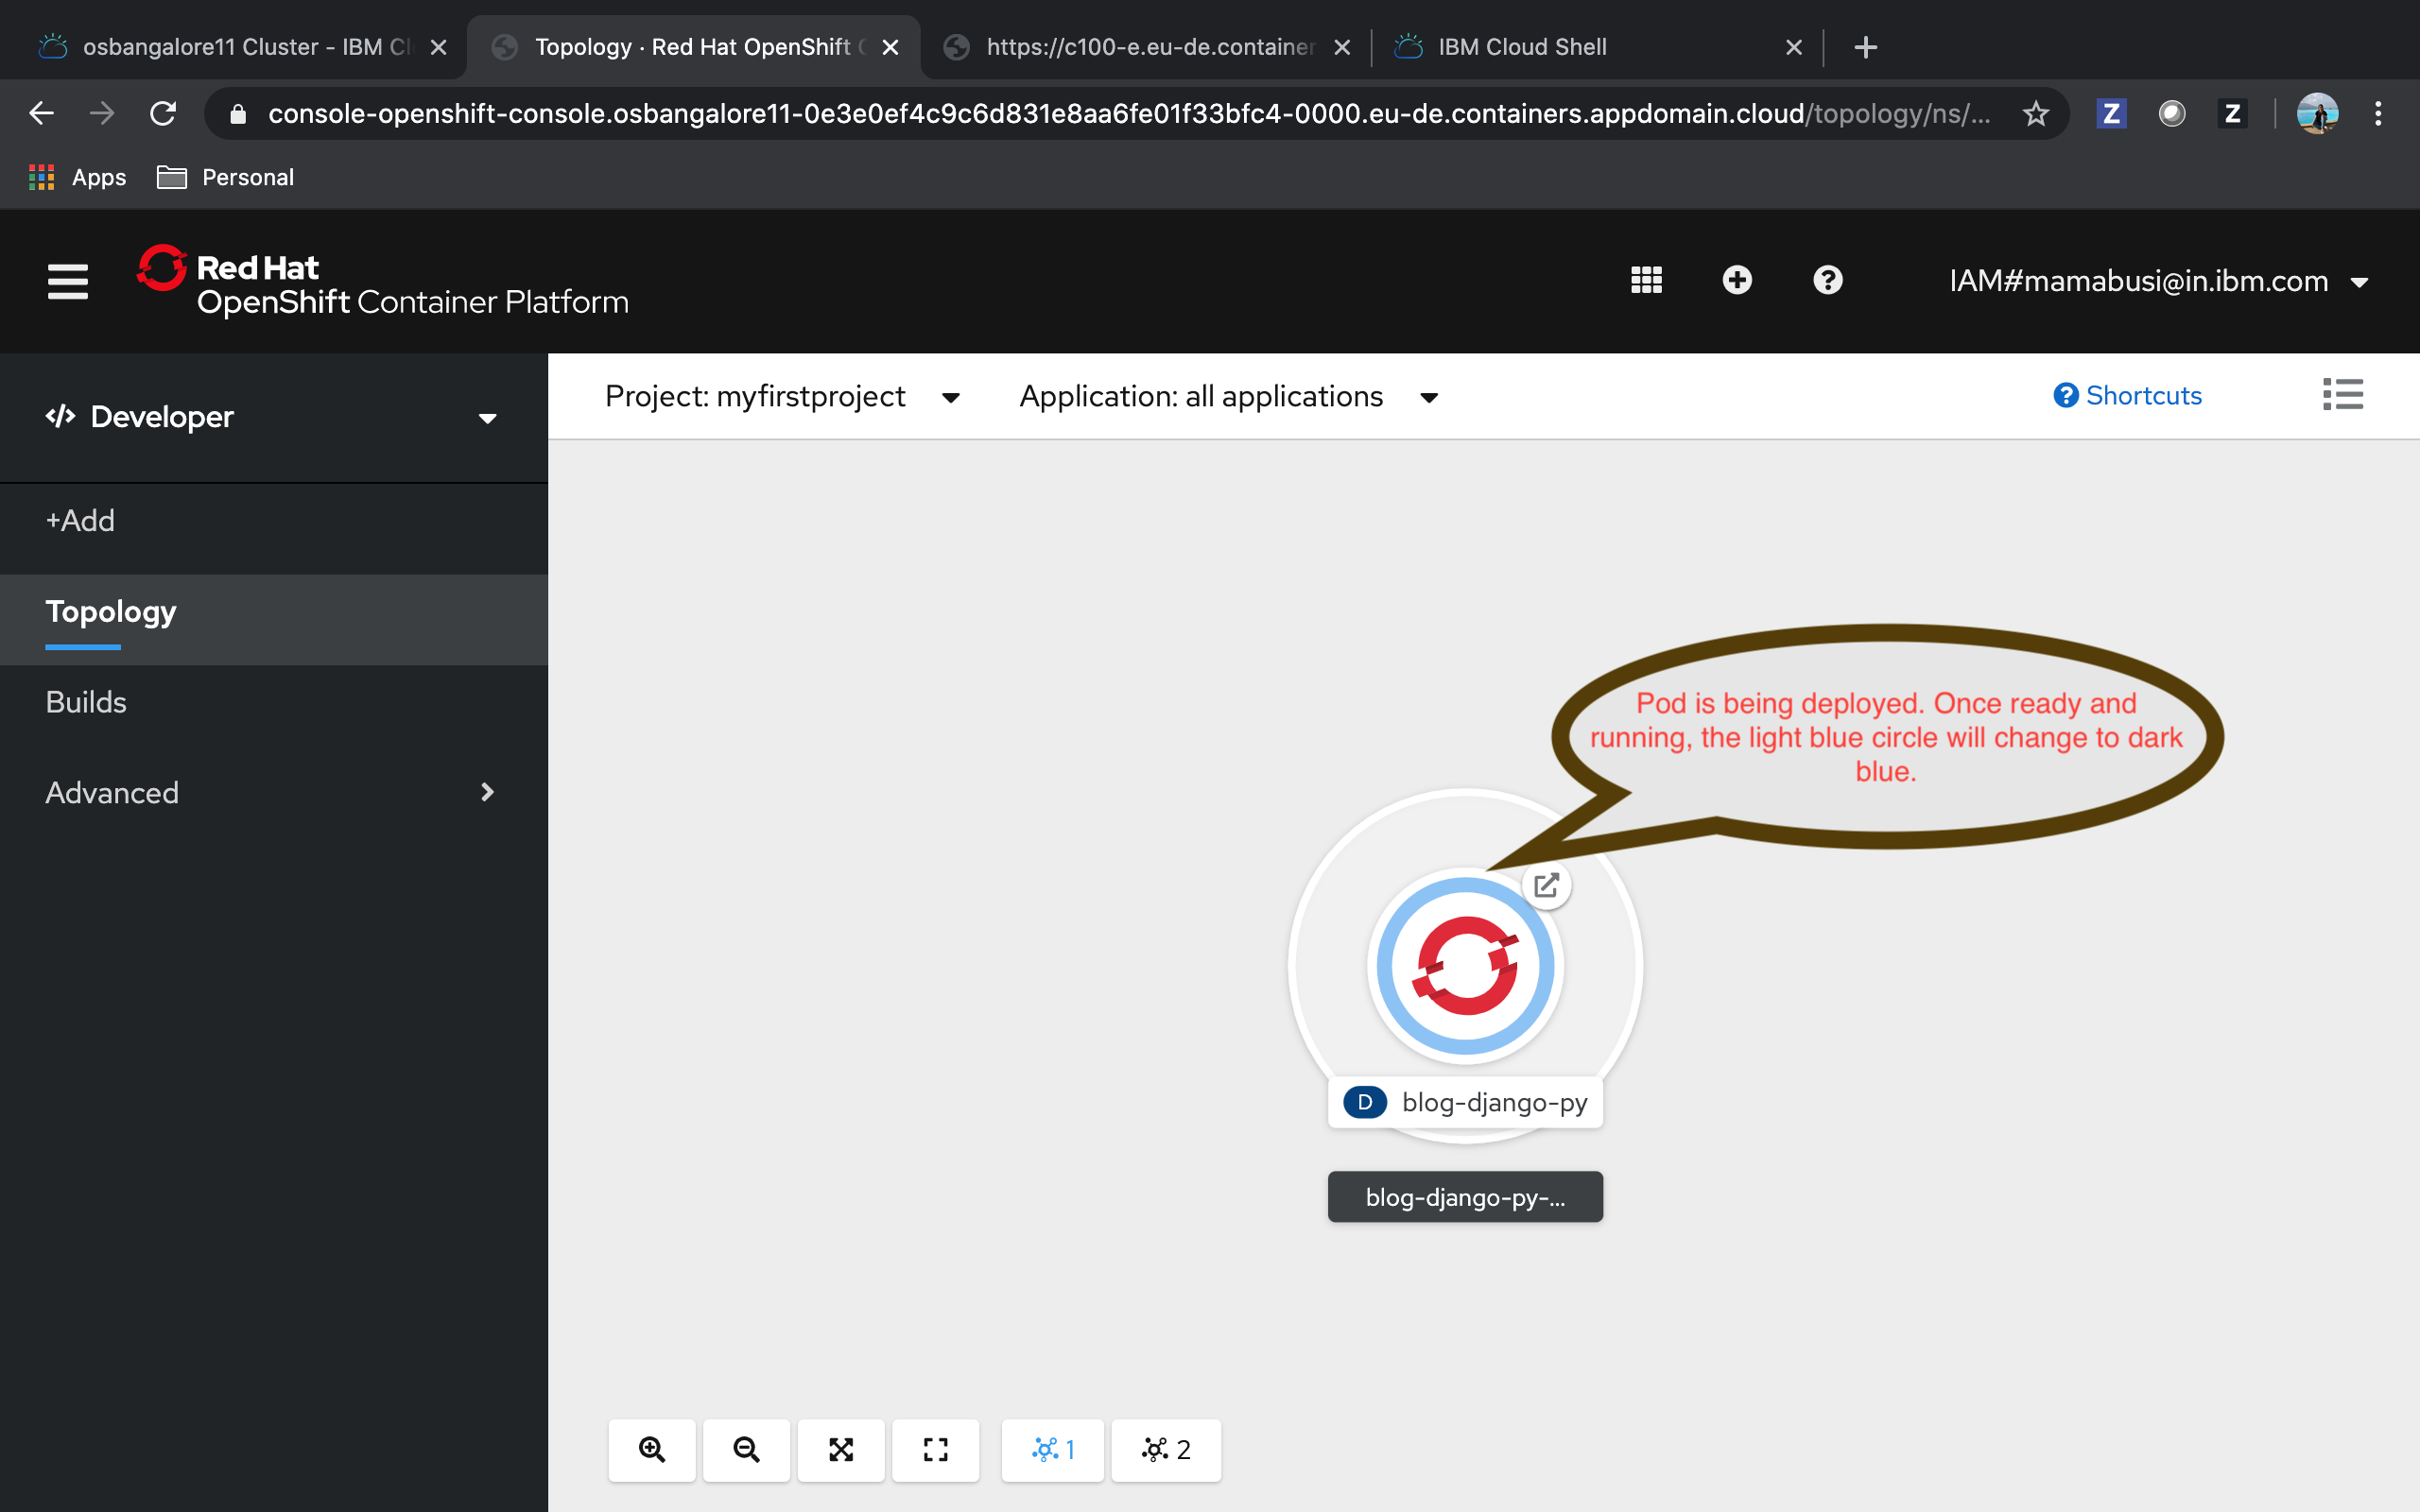 osbangalore11 Cluster - IBM Cl
Topology · Red Hat OpenShift C
https://c100-e.eu-de.container
IBM Cloud Shell
console-openshift-console.osbangalore11-0e3e0ef4c9c6d831e8aa6fe01f33bfc4-0000.eu-de.containers.appdomain.cloud/topology/ns/...
Z
Z
Apps
Personal
Red Hat
OpenShift Container Platform
IAM#mamabusi@in.ibm.com
Developer
Project: myfirstproject
Application: all applications
Shortcuts
+Add
Topology
Builds
Advanced
Pod is being deployed. Once ready and
running, the light blue circle will change to dark
blue.
D blog-django-py
blog-django-py-...
1
2